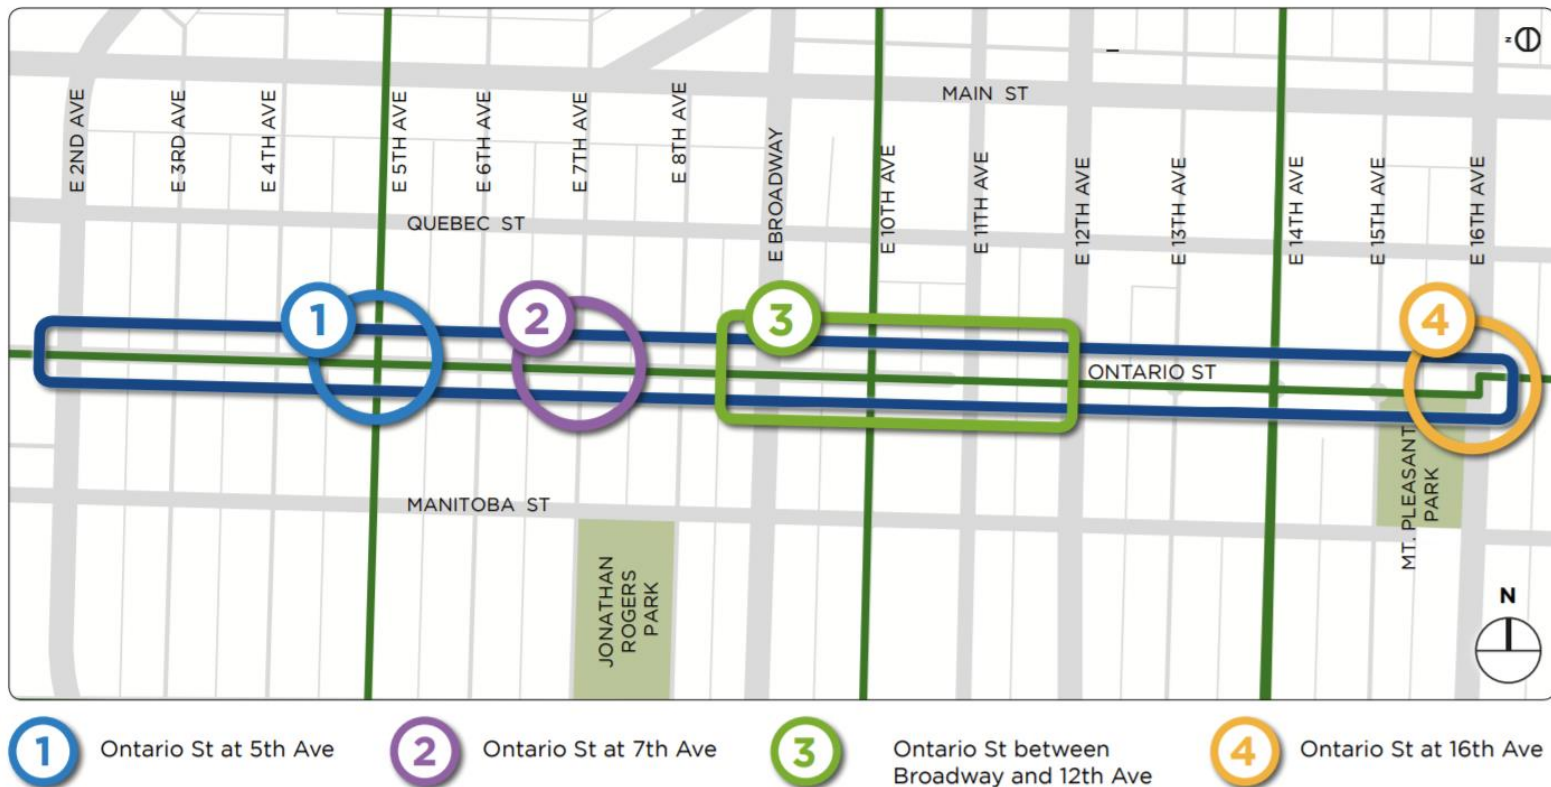 N
MAIN ST
E 2ND AVE
E 3RD AVE
E 4TH AVE
E 5TH AVE
E 6TH AVE
E 7TH AVE
E 8TH AVE
E BROADWAY
E 10TH AVE
E 11TH AVE
E 12TH AVE
E 13TH AVE
E 14TH AVE
E 15TH AVE
E 16TH AVE
QUEBEC ST
1
2
3
4
ONTARIO ST
MANITOBA ST
JONATHAN
ROGERS
PARK
MT. PLEASANT
PARK
N
1 Ontario St at 5th Ave
2 Ontario St at 7th Ave
3 Ontario St between
Broadway and 12th Ave
4 Ontario St at 16th Ave